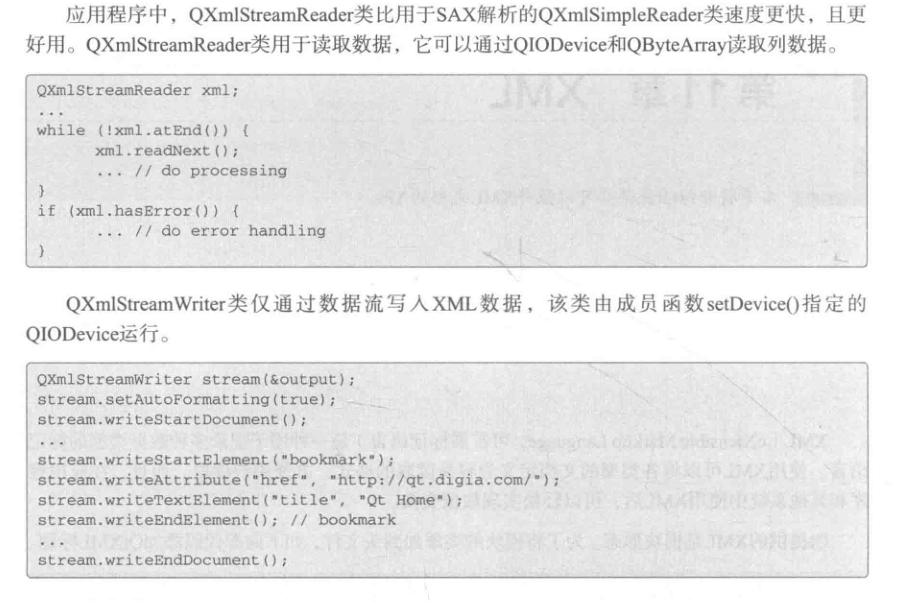 应用程序中，QXmlStreamReader类比用于SAX解析的QXmlSimpleReader类速度更快，且更
好用。QXmlStreamReader类用于读取数据，它可以通过QIODevice和QByteArray读取列数据。
QXmlStreamReader xml;
...
while (!xml.atEnd()) {
xml.readNext();
... // do processing
}
if (xml.hasError()) {
... // do error handling
}
QXmlStreamWriter类仅通过数据流写入XML数据，该类由成员函数setDevice()指定的
QIODevice运行。
QXmlStreamWriter stream(&output);
stream.setAutoFormatting(true);
stream.writeStartDocument();
...
stream.writeStartElement("bookmark");
stream.writeAttribute("href", "http://qt.digia.com/");
stream.writeTextElement("title", "Qt Home");
stream.writeEndElement(); // bookmark
...
stream.writeEndDocument();